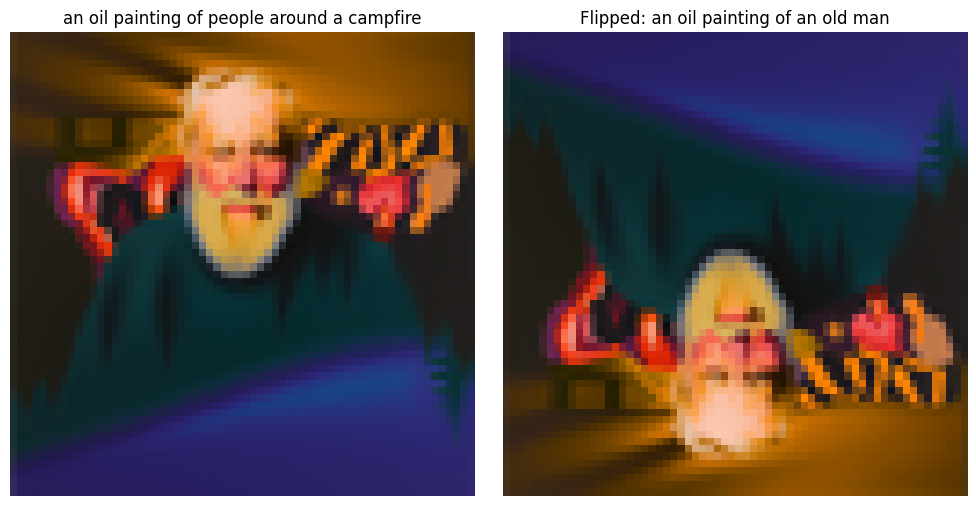 an oil painting of people around a campfire
Flipped: an oil painting of an old man